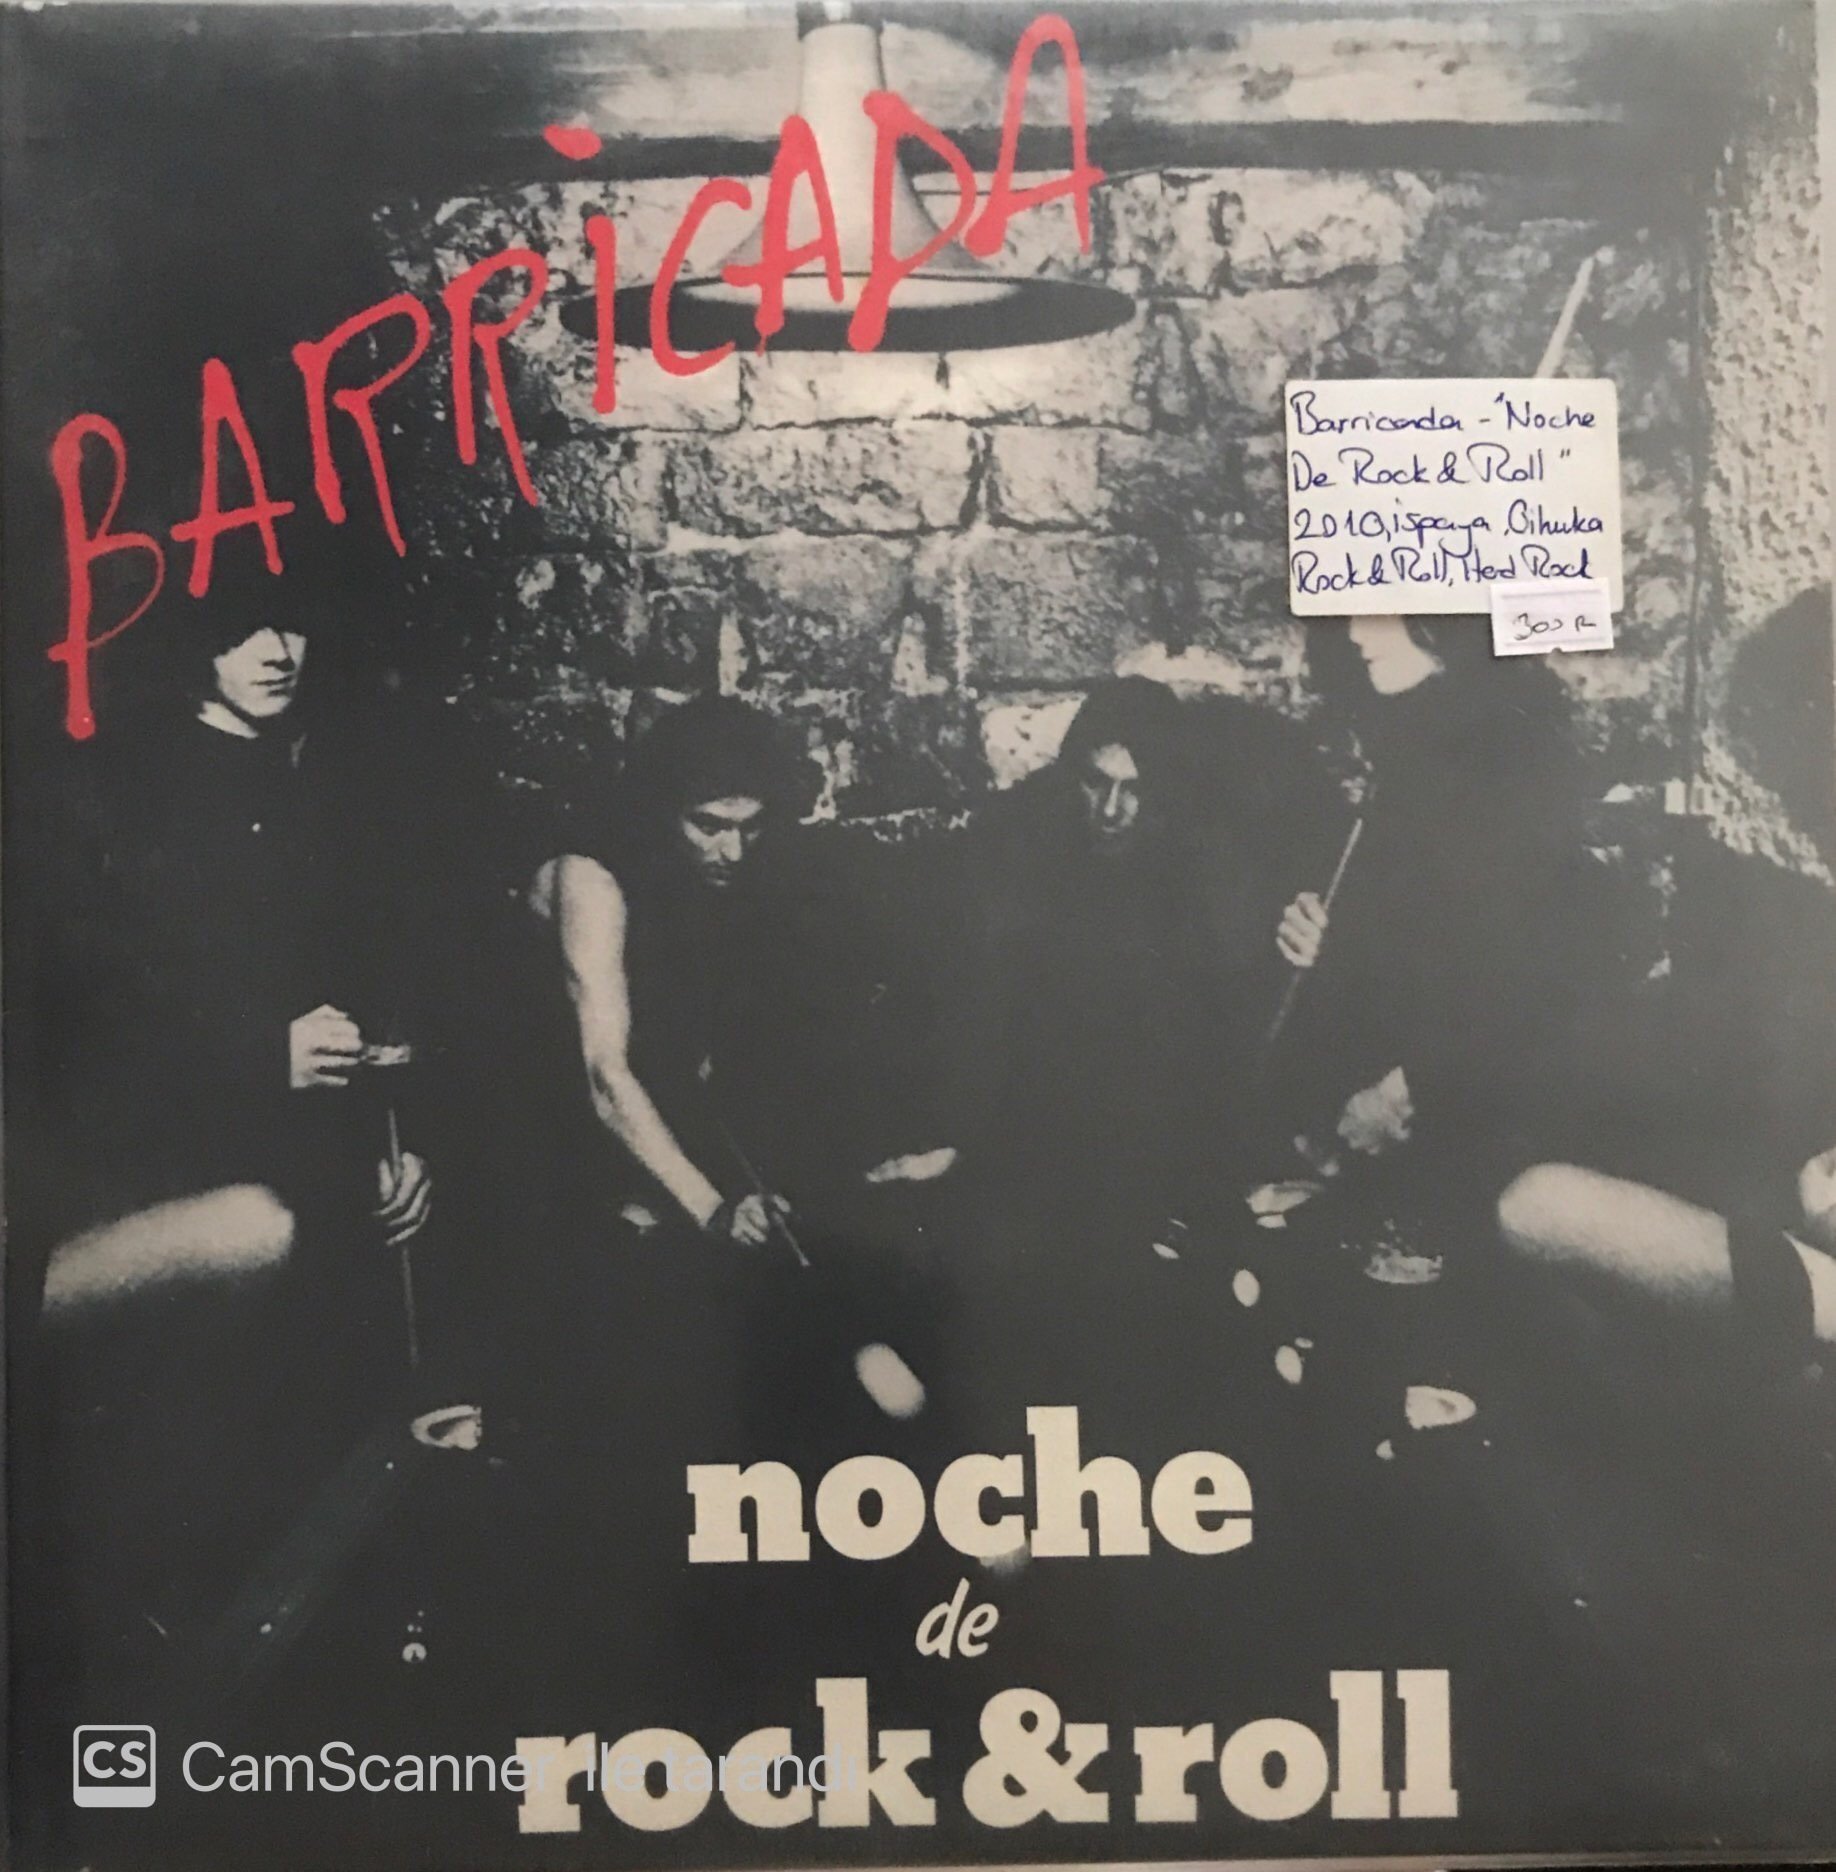 BARRiCADA
Barricada - "Noche
De Rock & Roll"
2010, ispanya, Oihuka
Rock & Roll, Hard Rock
300
noche
de
rock & roll
CS CamScanner ile tarandı